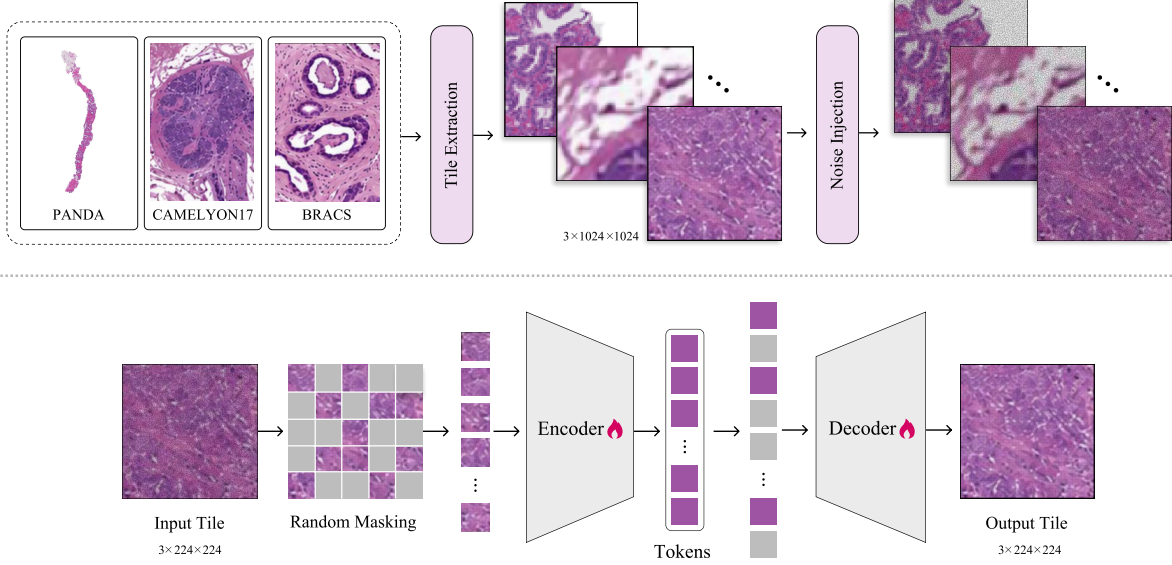 PANDA
CAMELYON17
BRACS
Tile Extraction
3×1024×1024
Noise Injection
Input Tile
3×224×224
Random Masking
Encoder
Tokens
Decoder
Output Tile
3×224×224